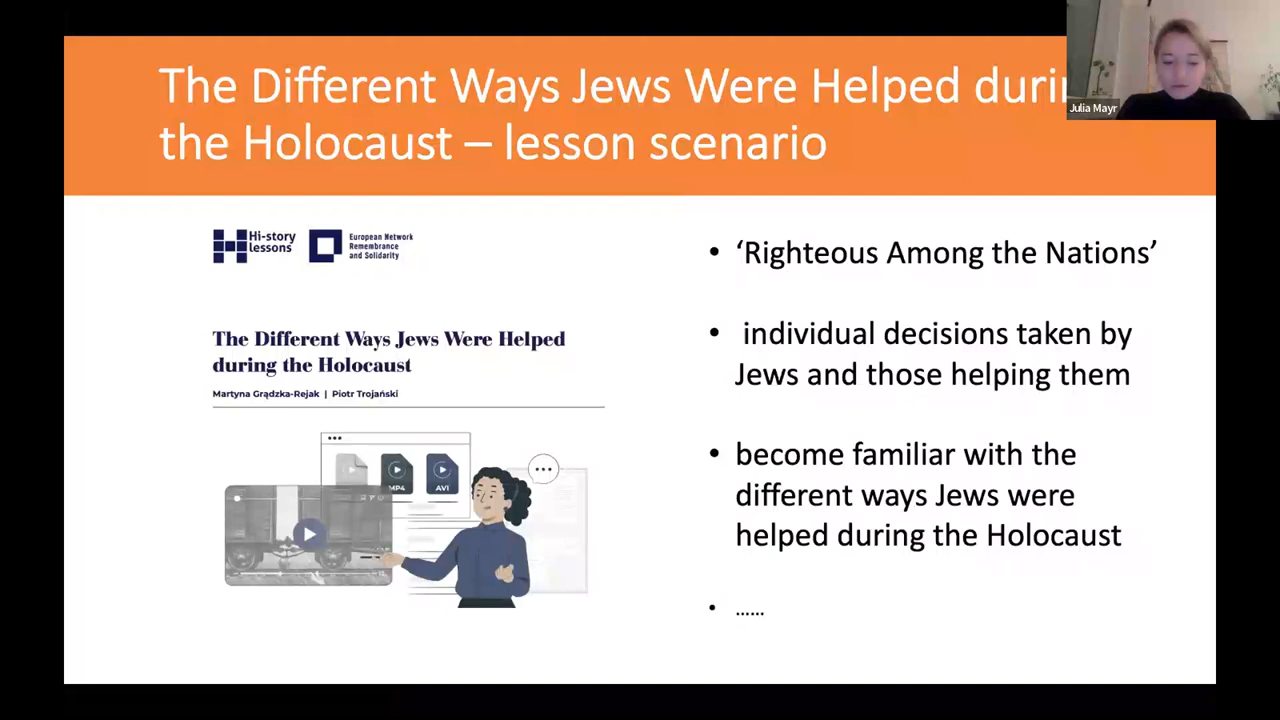 The Different Ways Jews Were Helped durin
the Holocaust – lesson scenario
Julia Mayr
Hi-story
lessons
European Network
Remembrance
and Solidarity
The Different Ways Jews Were Helped
during the Holocaust
Martyna Grądzka-Rejak | Piotr Trojański
MP4
AVI
• ‘Righteous Among the Nations’
• individual decisions taken by
Jews and those helping them
• become familiar with the
different ways Jews were
helped during the Holocaust
• ……